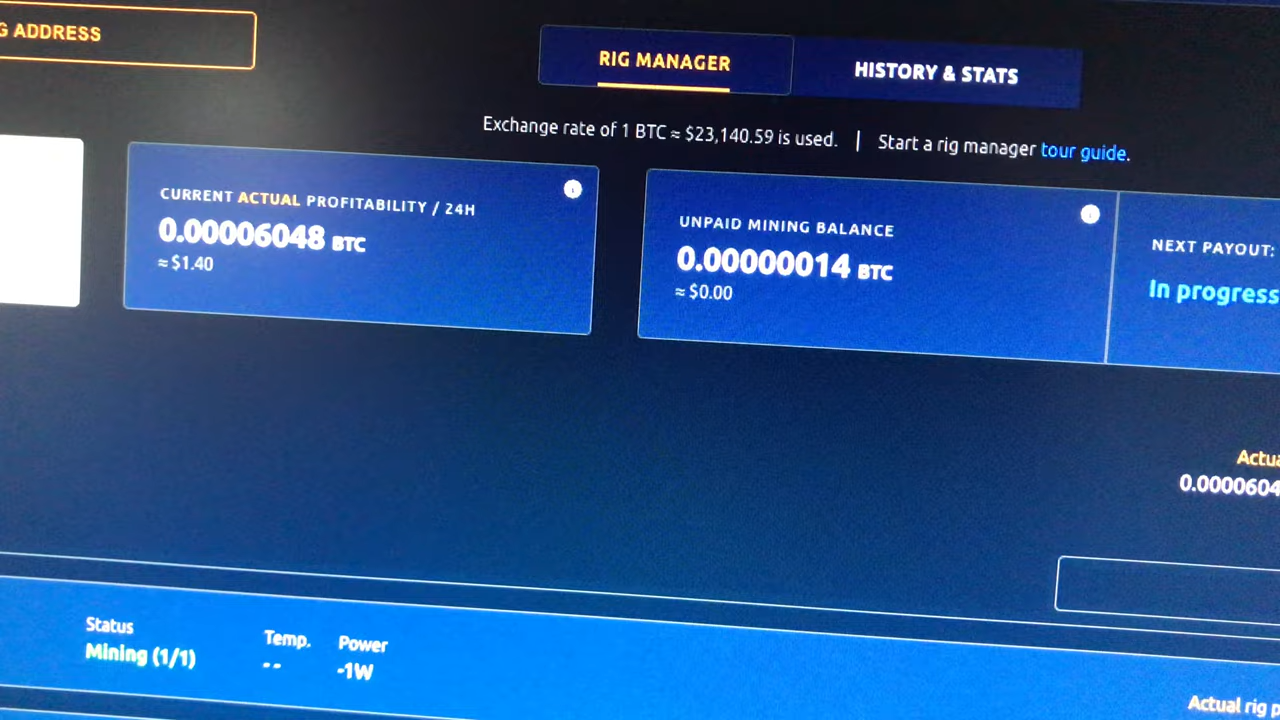 G ADDRESS
RIG MANAGER
HISTORY & STATS
Exchange rate of 1 BTC ≈ $23,140.59 is used. | Start a rig manager tour guide.
CURRENT ACTUAL PROFITABILITY / 24H
0.00006048 BTC
≈ $1.40
UNPAID MINING BALANCE
0.00000014 BTC
≈ $0.00
NEXT PAYOUT:
In progress
Actua
0.0000604
Status
Mining (1/1)
Temp.
--
Power
-1W
Actual rig p